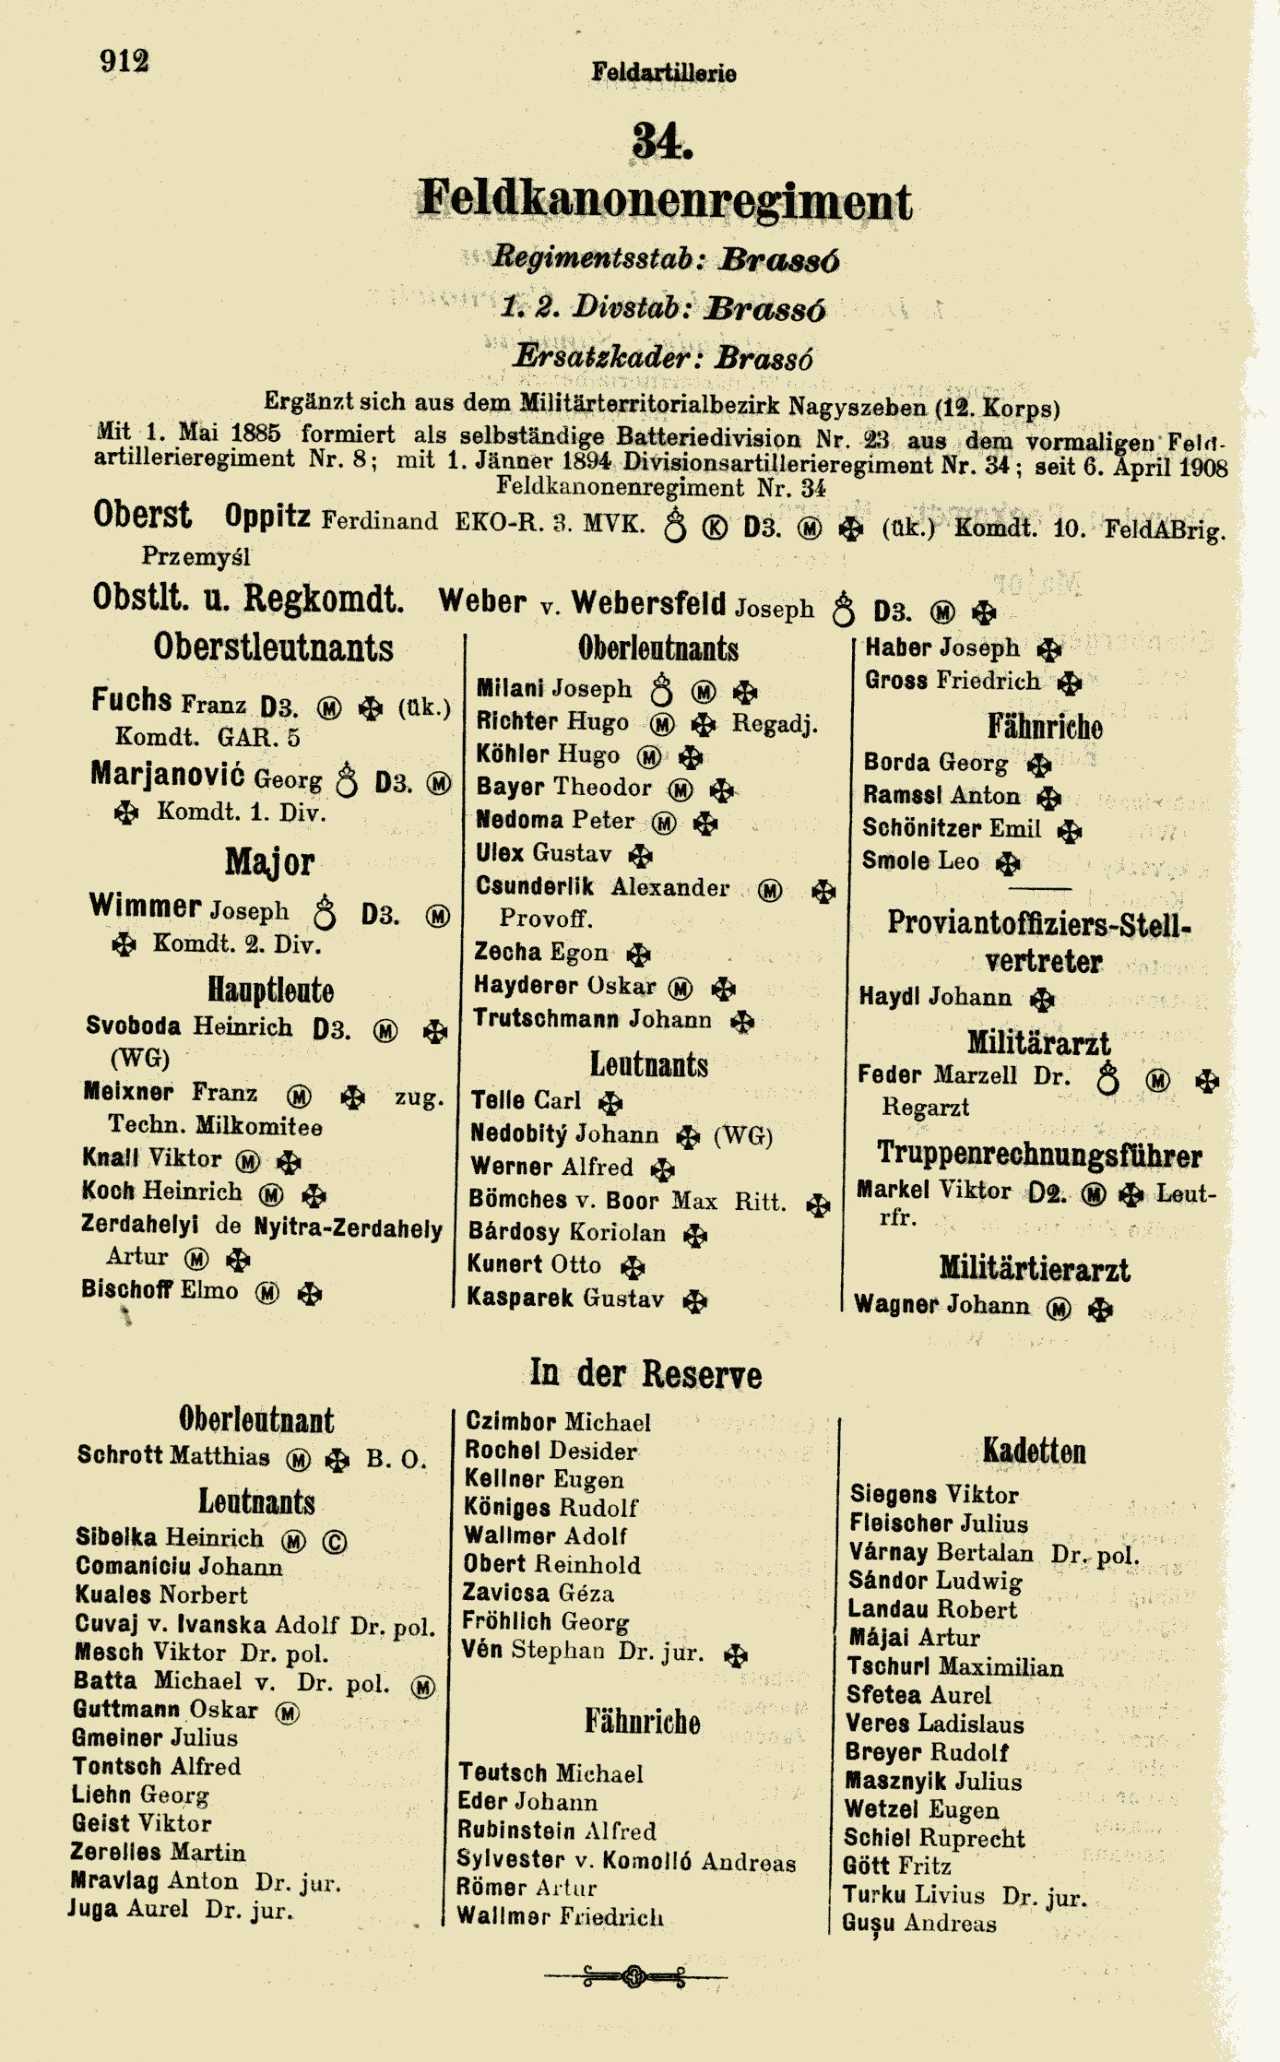 912
Feldartillerie
34.
Feldkanonenregiment
Regimentsstab: Brassó
1. 2. Divstab: Brassó
Ersatzkader: Brassó
Ergänzt sich aus dem Militärterritorialbezirk Nagyszeben (12. Korps)
Mit 1. Mai 1885 formiert als selbständige Batteriedivision Nr. 23 aus dem vormaligen Feld-
artillerieregiment Nr. 8; mit 1. Jänner 1894 Divisionsartillerieregiment Nr. 34; seit 6. April 1908
Feldkanonenregiment Nr. 34
Oberst Oppitz Ferdinand EKO-R. 3. MVK. Ⓚ D3. Ⓜ ✠ (ük.) Komdt. 10. FeldABrig.
Przemyśl
Obstlt. u. Regkomdt. Weber v. Webersfeld Joseph D3. Ⓜ ✠
Oberstleutnants
Fuchs Franz D3. Ⓜ ✠ (ük.)
Komdt. GAR. 5
Marjanović Georg D3. Ⓜ
✠ Komdt. 1. Div.
Major
Wimmer Joseph D3. Ⓜ
✠ Komdt. 2. Div.
Hauptleute
Svoboda Heinrich D3. Ⓜ ✠
(WG)
Meixner Franz Ⓜ ✠ zug.
Techn. Milkomitee
Knall Viktor Ⓜ ✠
Koch Heinrich Ⓜ ✠
Zerdahelyi de Nyitra-Zerdahely
Artur Ⓜ ✠
Bischoff Elmo Ⓜ ✠
Oberleutnants
Milani Joseph Ⓜ ✠
Richter Hugo Ⓜ ✠ Regadj.
Köhler Hugo Ⓜ ✠
Bayer Theodor Ⓜ ✠
Nedoma Peter Ⓜ ✠
Ulex Gustav ✠
Csunderlik Alexander Ⓜ ✠
Provoff.
Zecha Egon ✠
Hayderer Oskar Ⓜ ✠
Trutschmann Johann ✠
Leutnants
Telle Carl ✠
Nedobitý Johann ✠ (WG)
Werner Alfred ✠
Bömches v. Boor Max Ritt. ✠
Bárdosy Koriolan ✠
Kunert Otto ✠
Kasparek Gustav ✠
Haber Joseph ✠
Gross Friedrich ✠
Fähnriche
Borda Georg ✠
Ramssl Anton ✠
Schönitzer Emil ✠
Smole Leo ✠
Proviantoffiziers-Stell-
vertreter
Haydl Johann ✠
Militärarzt
Feder Marzell Dr. Ⓜ ✠
Regarzt
Truppenrechnungsführer
Markel Viktor D2. Ⓜ ✠ Leut-
rfr.
Militärtierarzt
Wagner Johann Ⓜ ✠
In der Reserve
Oberleutnant
Schrott Matthias Ⓜ ✠ B. O.
Leutnants
Sibelka Heinrich Ⓜ Ⓒ
Comaniciu Johann
Kuales Norbert
Cuvaj v. Ivanska Adolf Dr. pol.
Mesch Viktor Dr. pol.
Batta Michael v. Dr. pol. Ⓜ
Guttmann Oskar Ⓜ
Gmeiner Julius
Tontsch Alfred
Liehn Georg
Geist Viktor
Zerelles Martin
Mravlag Anton Dr. jur.
Juga Aurel Dr. jur.
Czimbor Michael
Rochel Desider
Kellner Eugen
Königes Rudolf
Wallmer Adolf
Obert Reinhold
Zavicsa Géza
Fröhlich Georg
Vén Stephan Dr. jur. ✠
Fähnriche
Teutsch Michael
Eder Johann
Rubinstein Alfred
Sylvester v. Komolló Andreas
Römer Artur
Wallmer Friedrich
Kadetten
Siegens Viktor
Fleischer Julius
Várnay Bertalan Dr. pol.
Sándor Ludwig
Landau Robert
Májai Artur
Tschurl Maximilian
Sfetea Aurel
Veres Ladislaus
Breyer Rudolf
Masznyik Julius
Wetzel Eugen
Schiel Ruprecht
Gött Fritz
Turku Livius Dr. jur.
Guşu Andreas